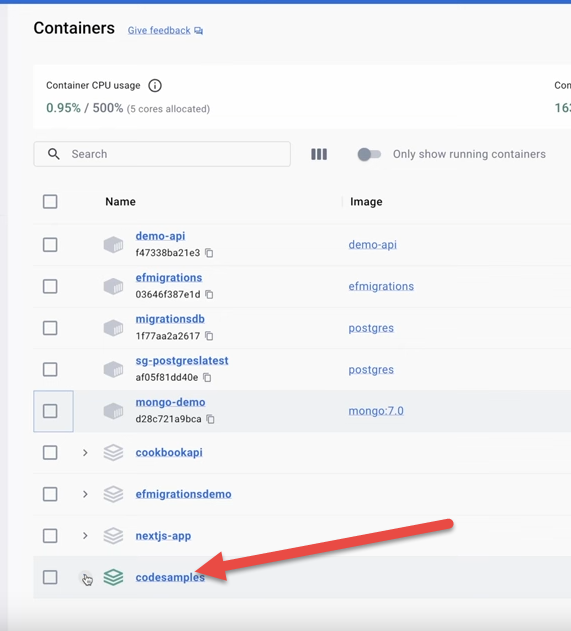 Containers Give feedback
Container CPU usage
Con
0.95% / 500% (5 cores allocated)
163
Search
Only show running containers
Name Image
demo-api
f47338ba21e3
demo-api
efmigrations
03646f387e1d
efmigrations
migrationsdb
1f77aa2a2617
postgres
sg-postgreslatest
af05f81dd40e
postgres
mongo-demo
d28c721a9bca
mongo:7.0
cookbookapi
efmigrationsdemo
nextjs-app
codesamples